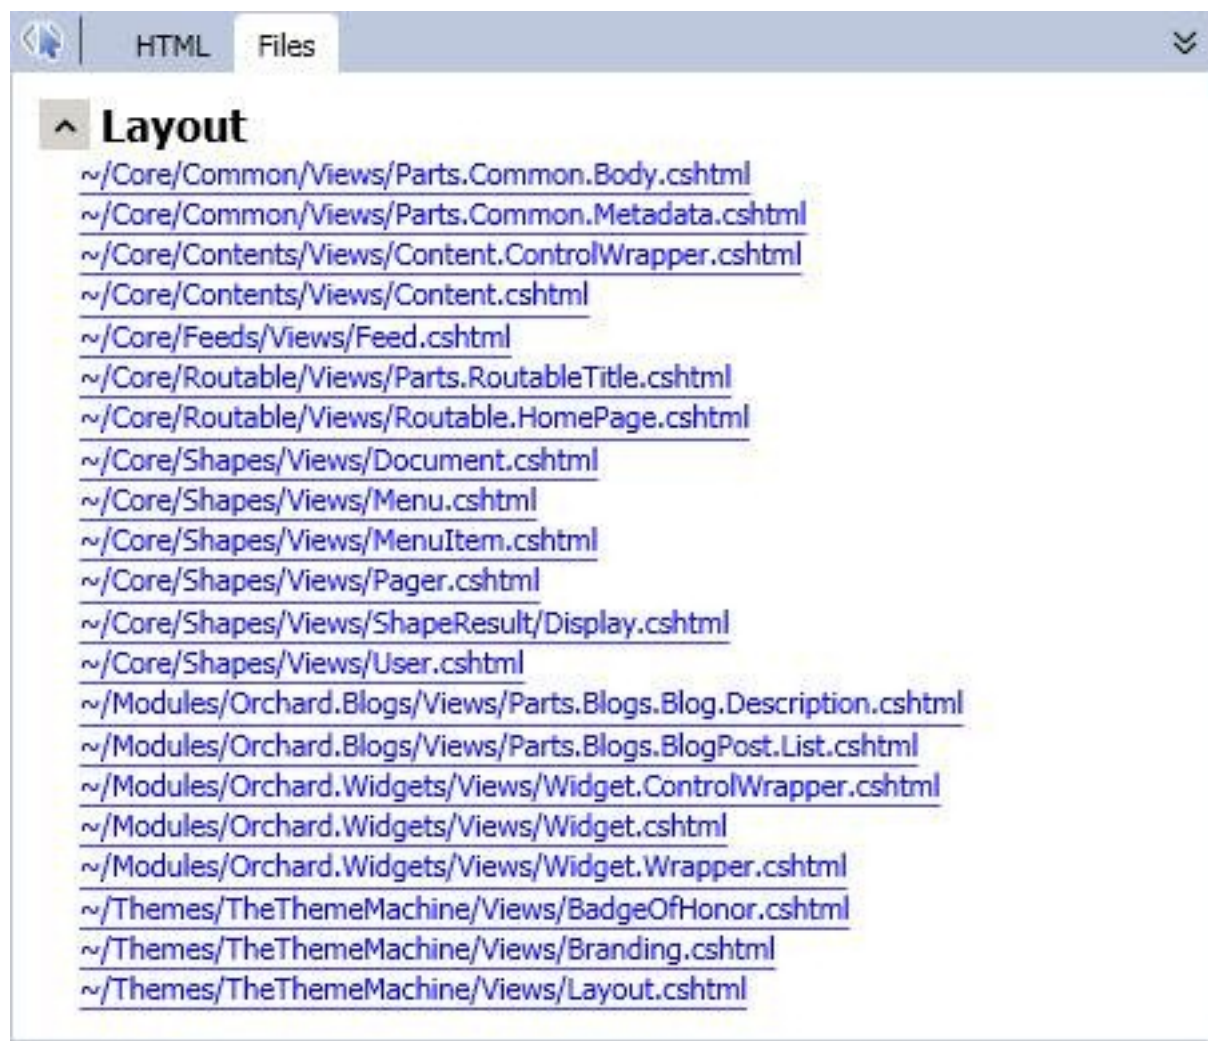 HTML Files
Layout
~/Core/Common/Views/Parts.Common.Body.cshtml
~/Core/Common/Views/Parts.Common.Metadata.cshtml
~/Core/Contents/Views/Content.ControlWrapper.cshtml
~/Core/Contents/Views/Content.cshtml
~/Core/Feeds/Views/Feed.cshtml
~/Core/Routable/Views/Parts.RoutableTitle.cshtml
~/Core/Routable/Views/Routable.HomePage.cshtml
~/Core/Shapes/Views/Document.cshtml
~/Core/Shapes/Views/Menu.cshtml
~/Core/Shapes/Views/MenuItem.cshtml
~/Core/Shapes/Views/Pager.cshtml
~/Core/Shapes/Views/ShapeResult/Display.cshtml
~/Core/Shapes/Views/User.cshtml
~/Modules/Orchard.Blogs/Views/Parts.Blogs.Blog.Description.cshtml
~/Modules/Orchard.Blogs/Views/Parts.Blogs.BlogPost.List.cshtml
~/Modules/Orchard.Widgets/Views/Widget.ControlWrapper.cshtml
~/Modules/Orchard.Widgets/Views/Widget.cshtml
~/Modules/Orchard.Widgets/Views/Widget.Wrapper.cshtml
~/Themes/TheThemeMachine/Views/BadgeOfHonor.cshtml
~/Themes/TheThemeMachine/Views/Branding.cshtml
~/Themes/TheThemeMachine/Views/Layout.cshtml